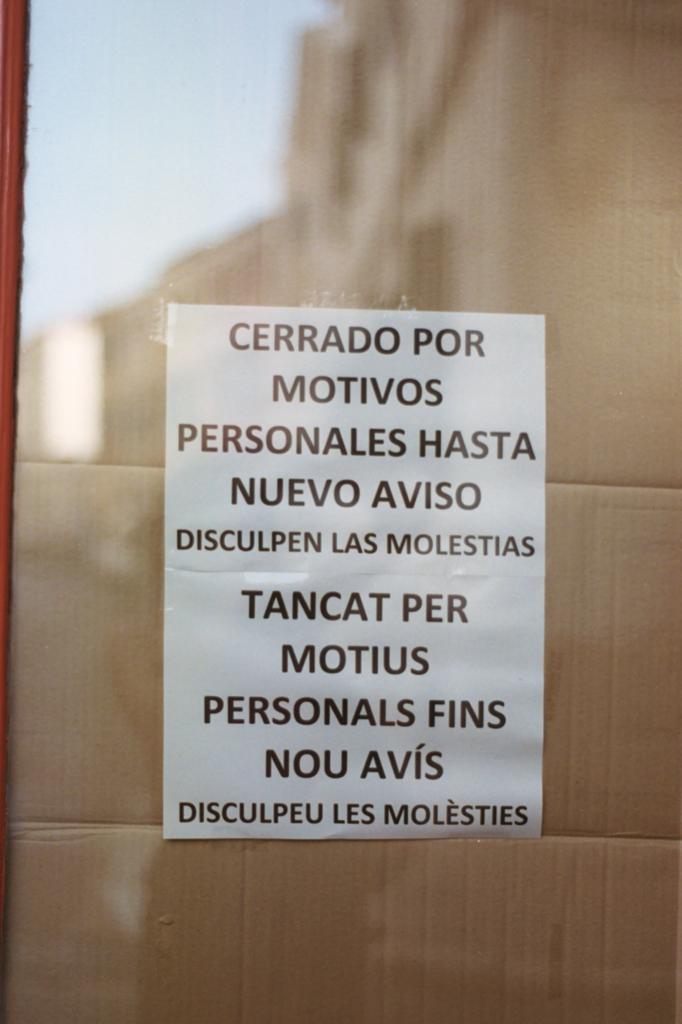 CERRADO POR
MOTIVOS
PERSONALES HASTA
NUEVO AVISO
DISCULPEN LAS MOLESTIAS
TANCAT PER
MOTIUS
PERSONALS FINS
NOU AVÍS
DISCULPEU LES MOLÈSTIES